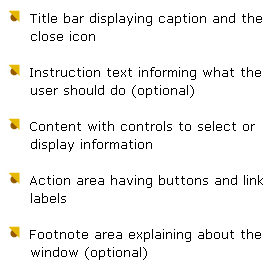 Title bar displaying caption and the
close icon
Instruction text informing what the
user should do (optional)
Content with controls to select or
display information
Action area having buttons and link
labels
Footnote area explaining about the
window (optional)